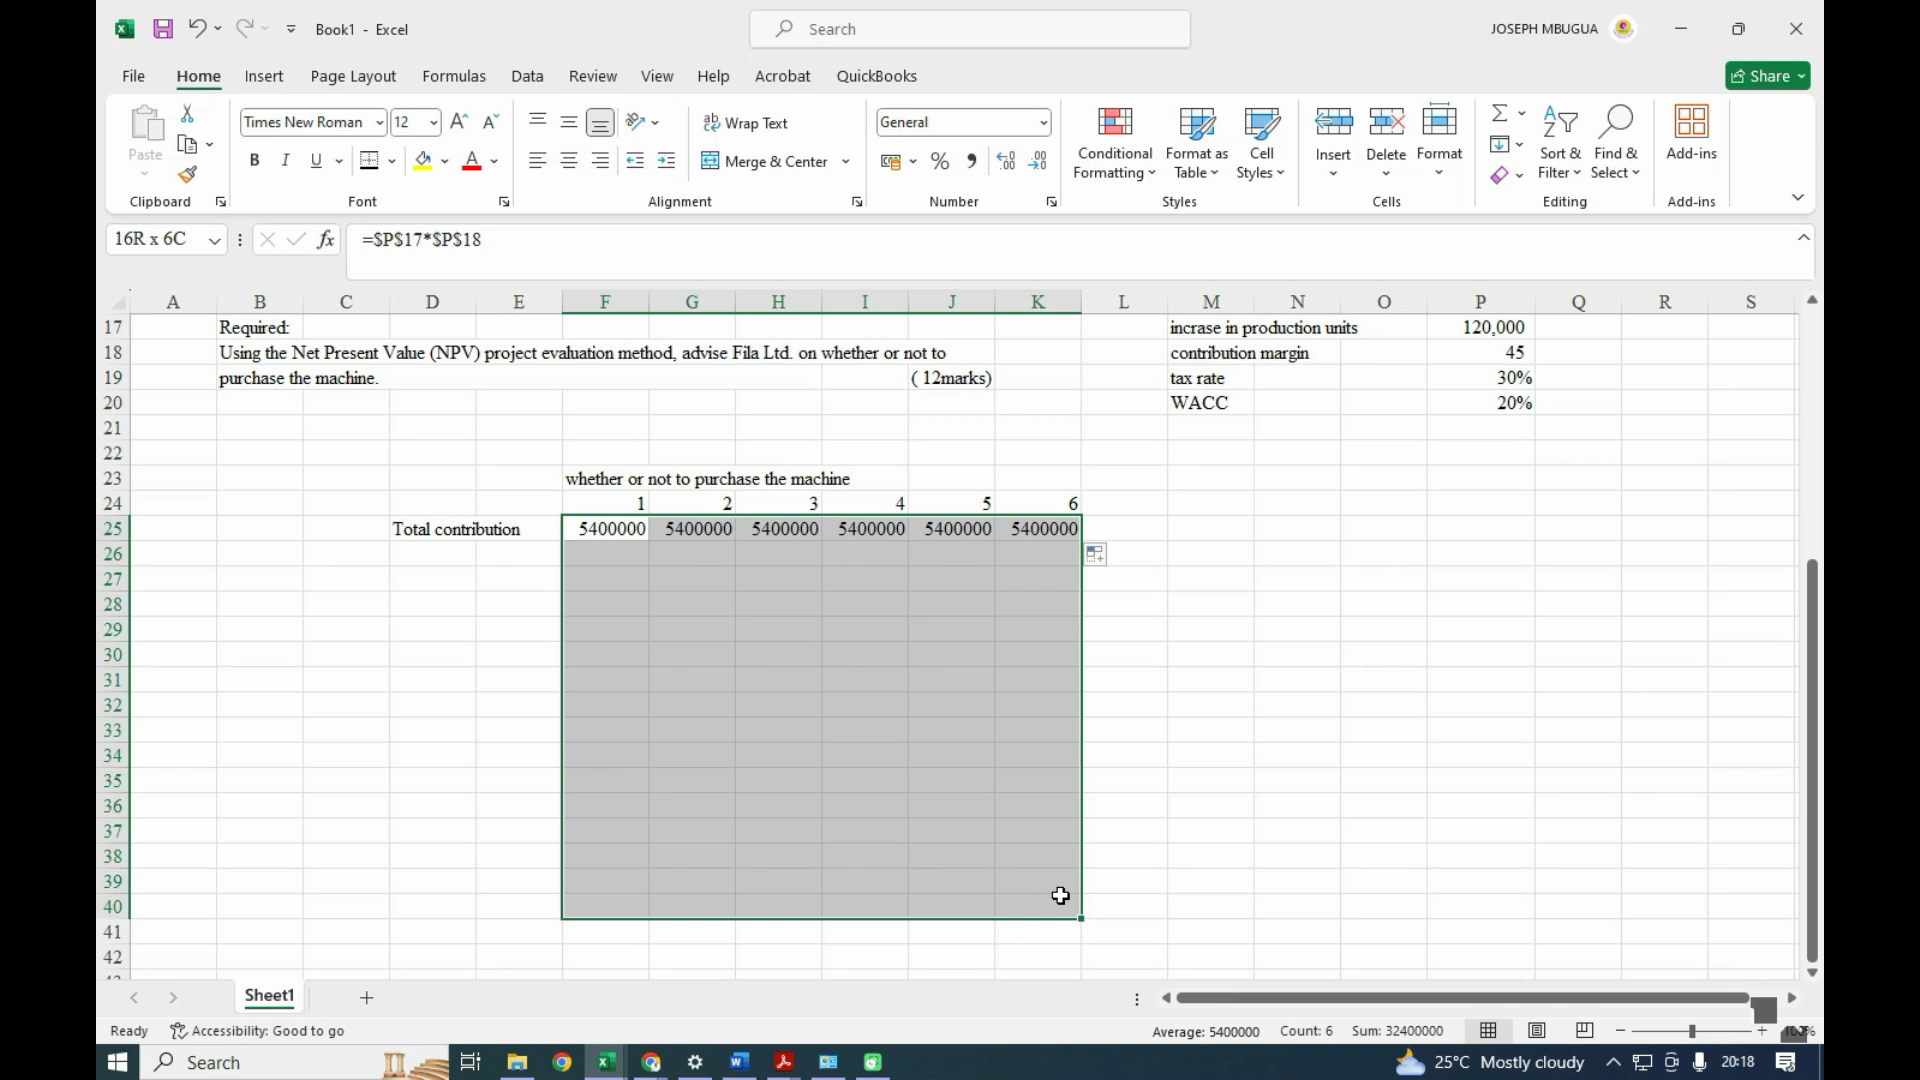 Book1 - Excel
Search
JOSEPH MBUGUA
File Home Insert Page Layout Formulas Data Review View Help Acrobat QuickBooks
Share
Paste
Clipboard
Times New Roman 12
B I U
Font
Wrap Text
Merge & Center
Alignment
General
Number
Conditional Formatting
Format as Table
Cell Styles
Styles
Insert
Delete
Format
Cells
Sort & Filter
Find & Select
Editing
Add-ins
Add-ins
16R x 6C fx =$P$17*$P$18
A B C D E F G H I J K L M N O P Q R S
17 Required: incrase in production units 120,000
18 Using the Net Present Value (NPV) project evaluation method, advise Fila Ltd. on whether or not to contribution margin 45
19 purchase the machine. ( 12marks) tax rate 30%
20 WACC 20%
21
22
23 whether or not to purchase the machine
24 1 2 3 4 5 6
25 Total contribution 5400000 5400000 5400000 5400000 5400000 5400000
26
27
28
29
30
31
32
33
34
35
36
37
38
39
40
41
42
Sheet1
Ready Accessibility: Good to go Average: 5400000 Count: 6 Sum: 32400000
Search 25°C Mostly cloudy 20:18